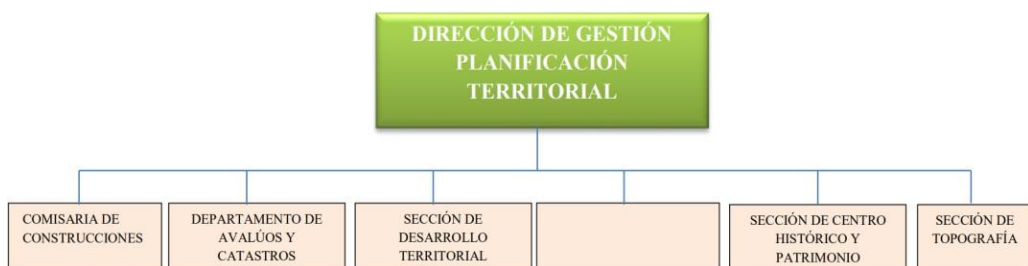 DIRECCIÓN DE GESTIÓN
PLANIFICACIÓN
TERRITORIAL
COMISARIA DE
CONSTRUCCIONES
DEPARTAMENTO DE
AVALÚOS Y
CATASTROS
SECCIÓN DE
DESARROLLO
TERRITORIAL
SECCIÓN DE CENTRO
HISTÓRICO Y
PATRIMONIO
SECCIÓN DE
TOPOGRAFÍA